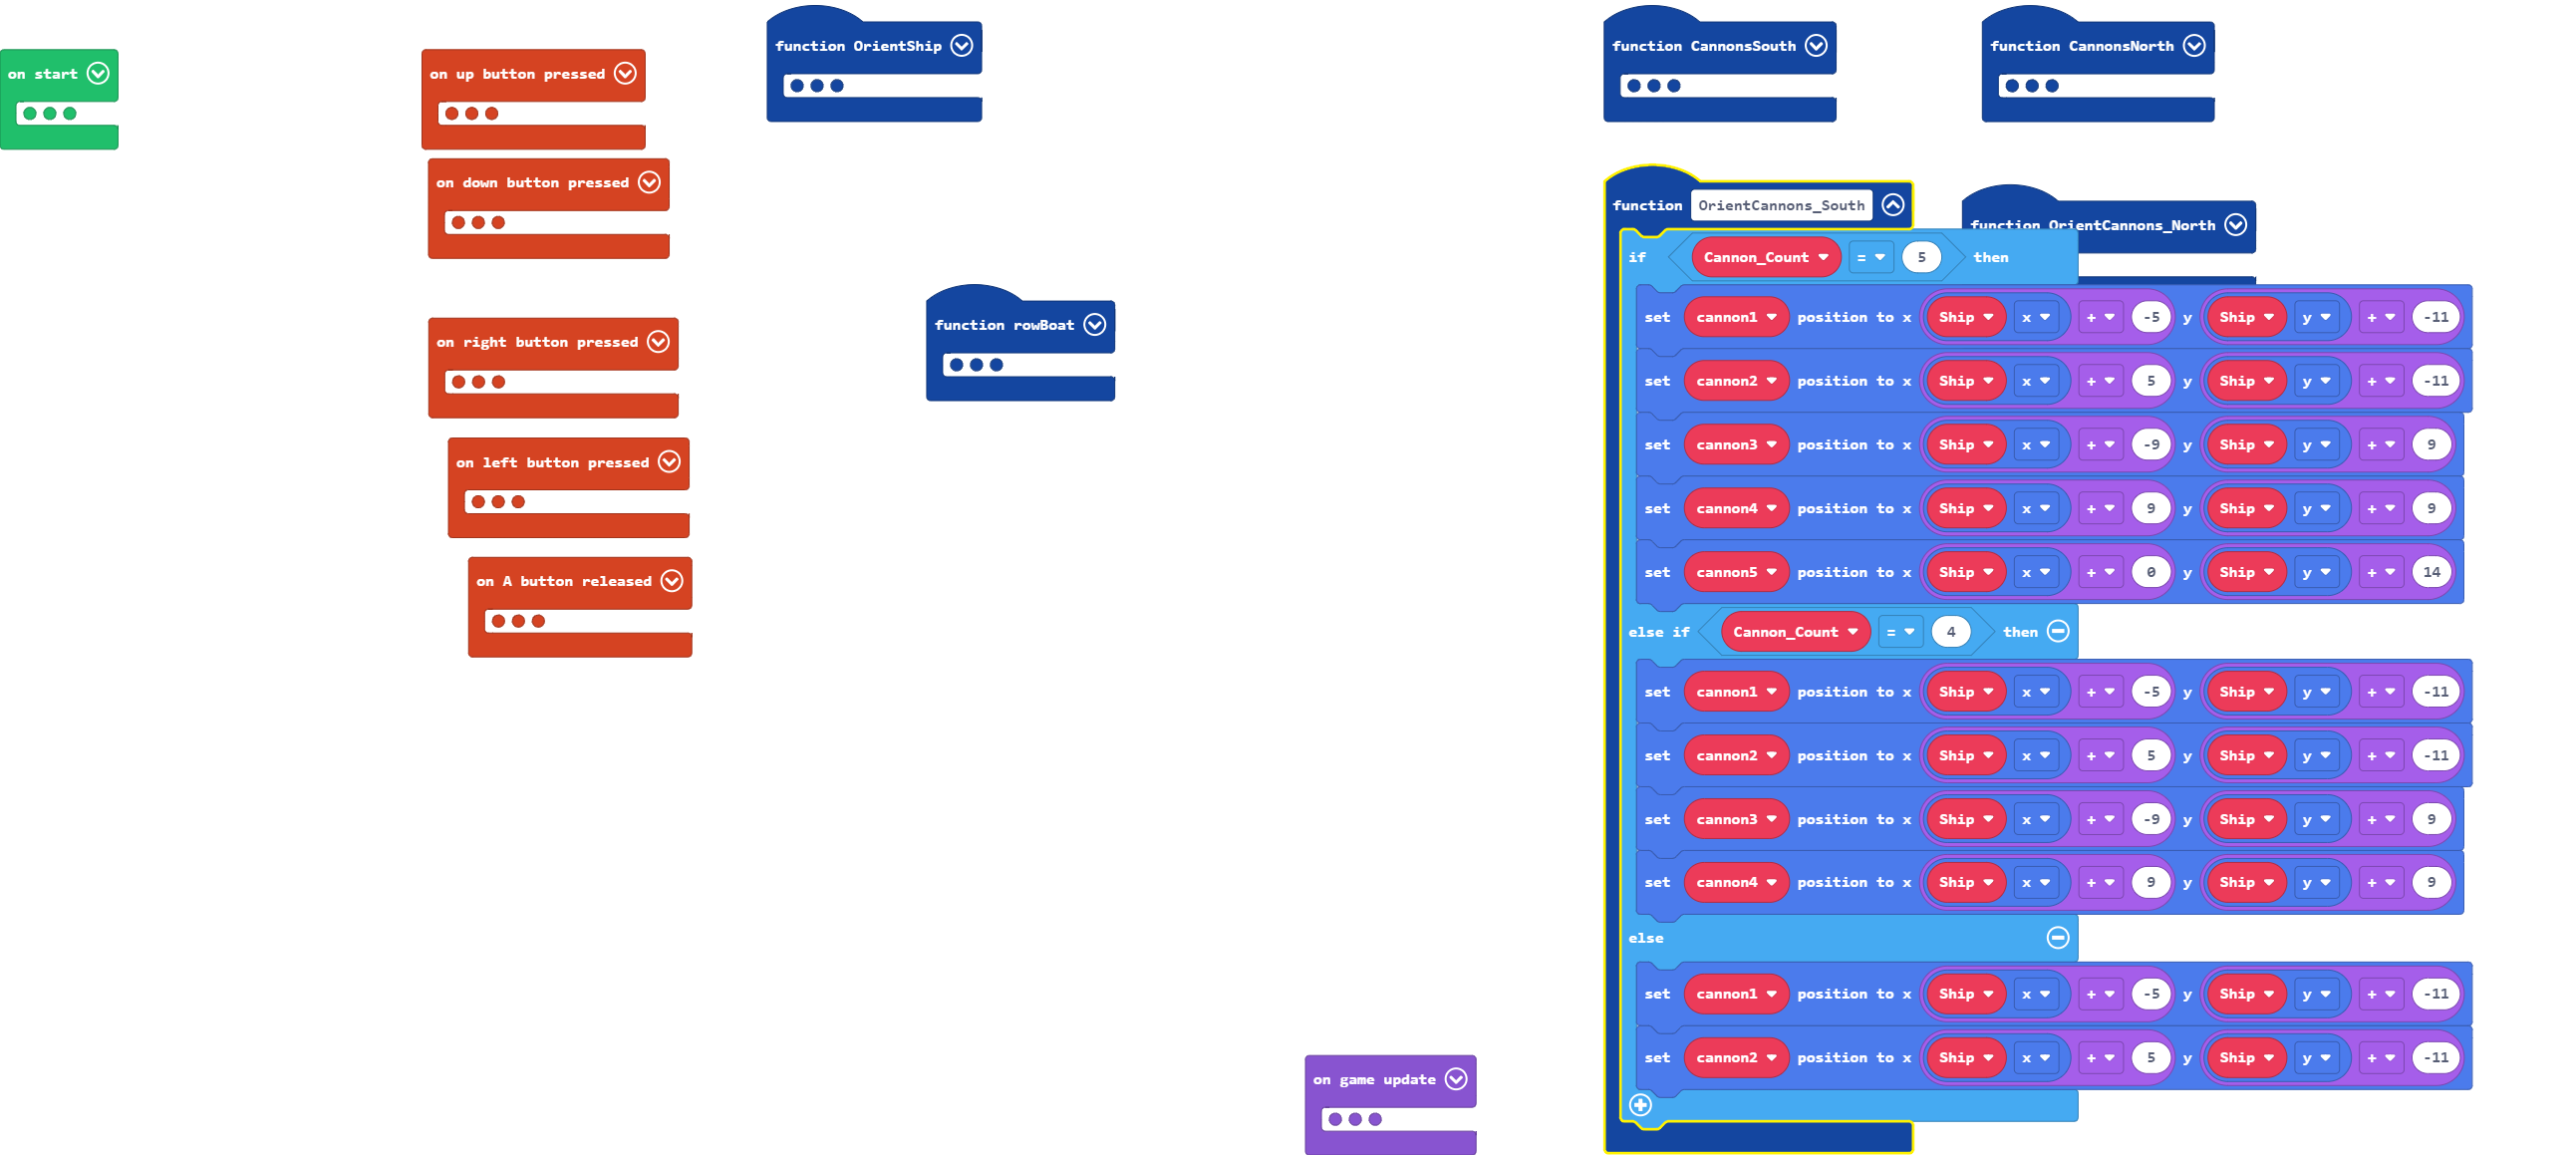 on start
on up button pressed
on down button pressed
on right button pressed
on left button pressed
on A button released
function OrientShip
function rowBoat
on game update
function CannonsSouth
function CannonsNorth
function OrientCannons_North
function OrientCannons_South
if Cannon_Count = 5 then
set cannon1 position to x Ship x + -5 y Ship y + -11
set cannon2 position to x Ship x + 5 y Ship y + -11
set cannon3 position to x Ship x + -9 y Ship y + 9
set cannon4 position to x Ship x + 9 y Ship y + 9
set cannon5 position to x Ship x + 0 y Ship y + 14
else if Cannon_Count = 4 then
set cannon1 position to x Ship x + -5 y Ship y + -11
set cannon2 position to x Ship x + 5 y Ship y + -11
set cannon3 position to x Ship x + -9 y Ship y + 9
set cannon4 position to x Ship x + 9 y Ship y + 9
else
set cannon1 position to x Ship x + -5 y Ship y + -11
set cannon2 position to x Ship x + 5 y Ship y + -11